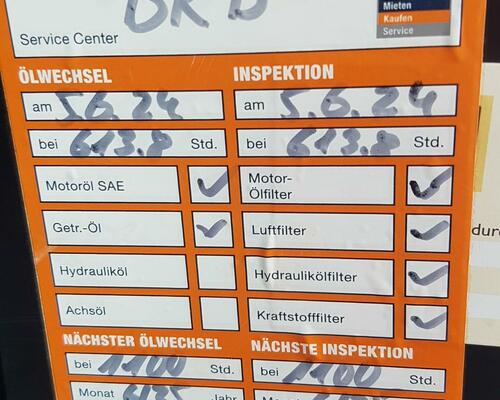 Mieten
Kaufen
Service
Service Center
ÖLWECHSEL INSPEKTION
am 5.6.24 am 5.6.24
bei 613.8 Std. bei 613.8 Std.
Motoröl SAE Motor-Ölfilter
Getr.-Öl Luftfilter
Hydrauliköl Hydraulikölfilter
Achsöl Kraftstofffilter
NÄCHSTER ÖLWECHSEL NÄCHSTE INSPEKTION
bei 1100 Std. bei 1100 Std.
Monat Jahr